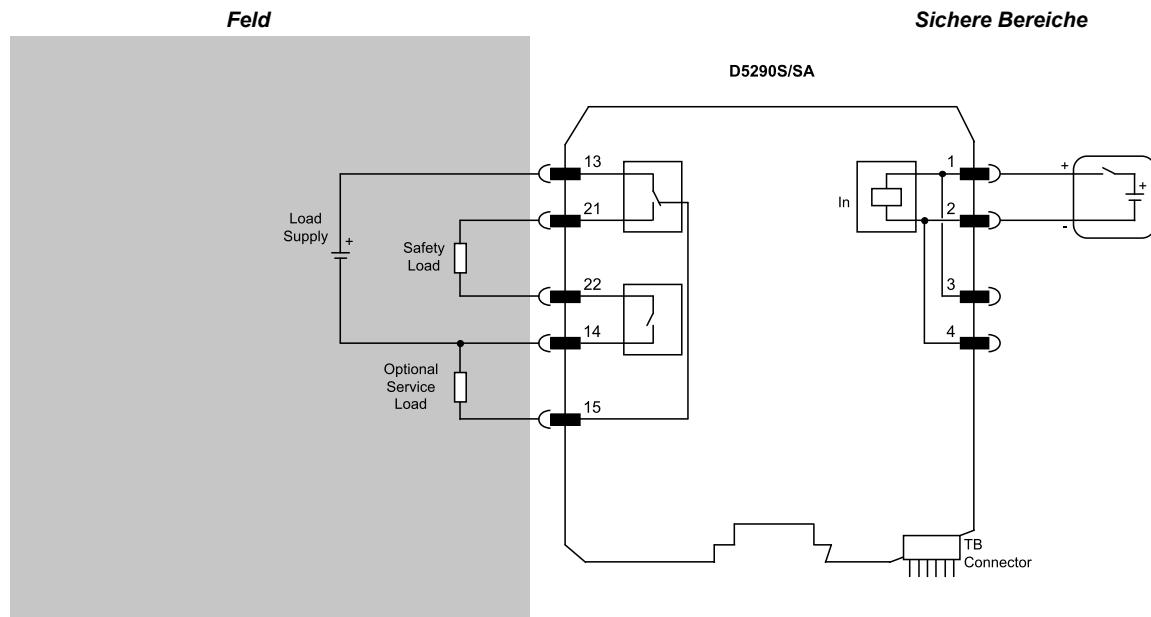 Feld
Sichere Bereiche
D5290S/SA
13
1
+
+
In
21
2
-
Load
Supply
+
Safety
Load
22
3
14
4
Optional
Service
Load
15
TB
Connector